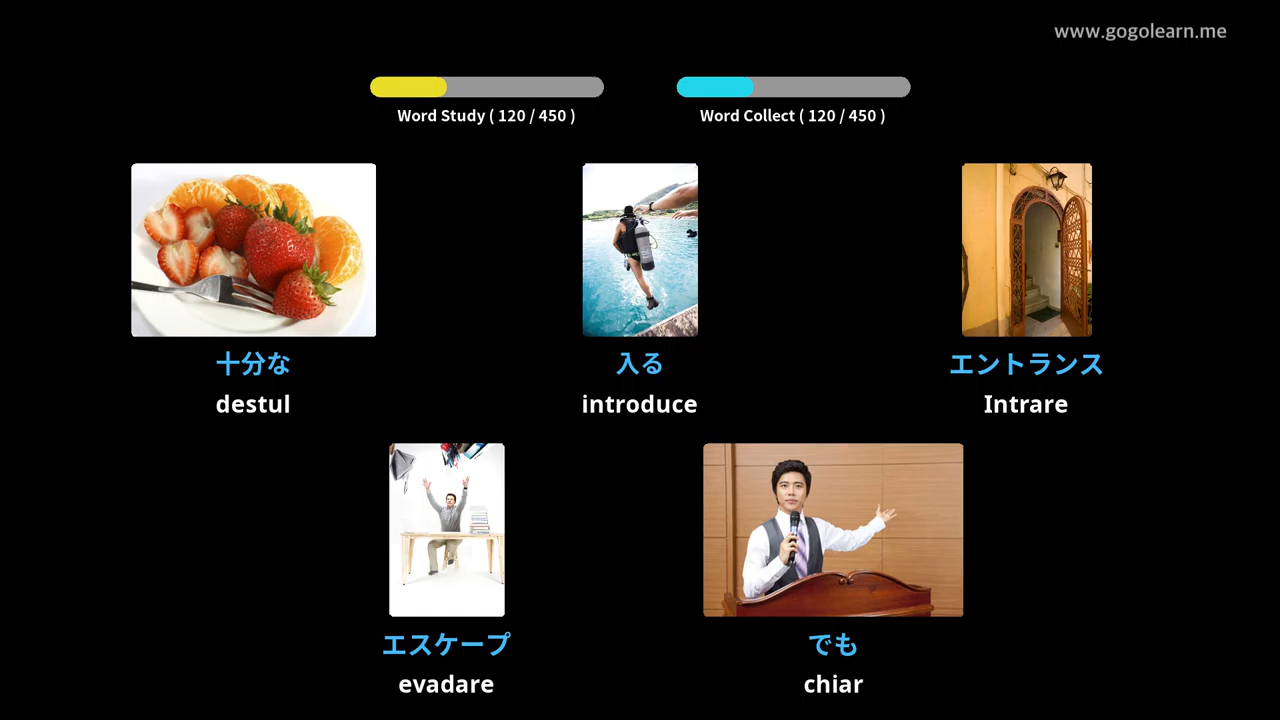 www.gogolearn.me
Word Study ( 120 / 450 )
Word Collect ( 120 / 450 )
十分な
destul
入る
introduce
エントランス
Intrare
エスケープ
evadare
でも
chiar